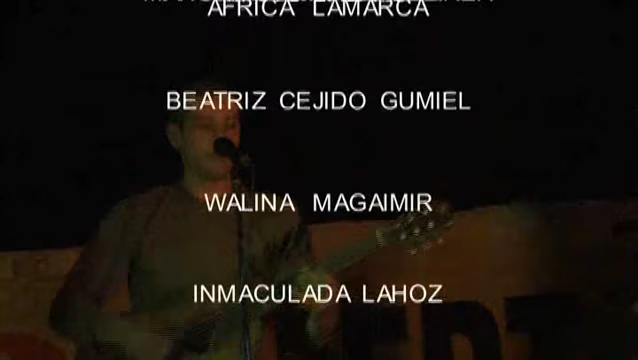 AFRICA LAMARCA
BEATRIZ CEJIDO GUMIEL
WALINA MAGAIMIR
INMACULADA LAHOZ